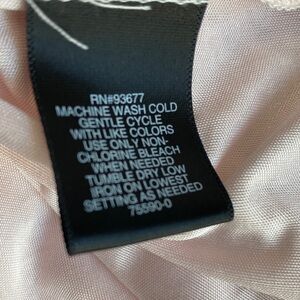 RN#93677
MACHINE WASH COLD
GENTLE CYCLE
WITH LIKE COLORS
USE ONLY NON-
CHLORINE BLEACH
WHEN NEEDED
TUMBLE DRY LOW
IRON ON LOWEST
SETTING AS NEEDED
75590-0